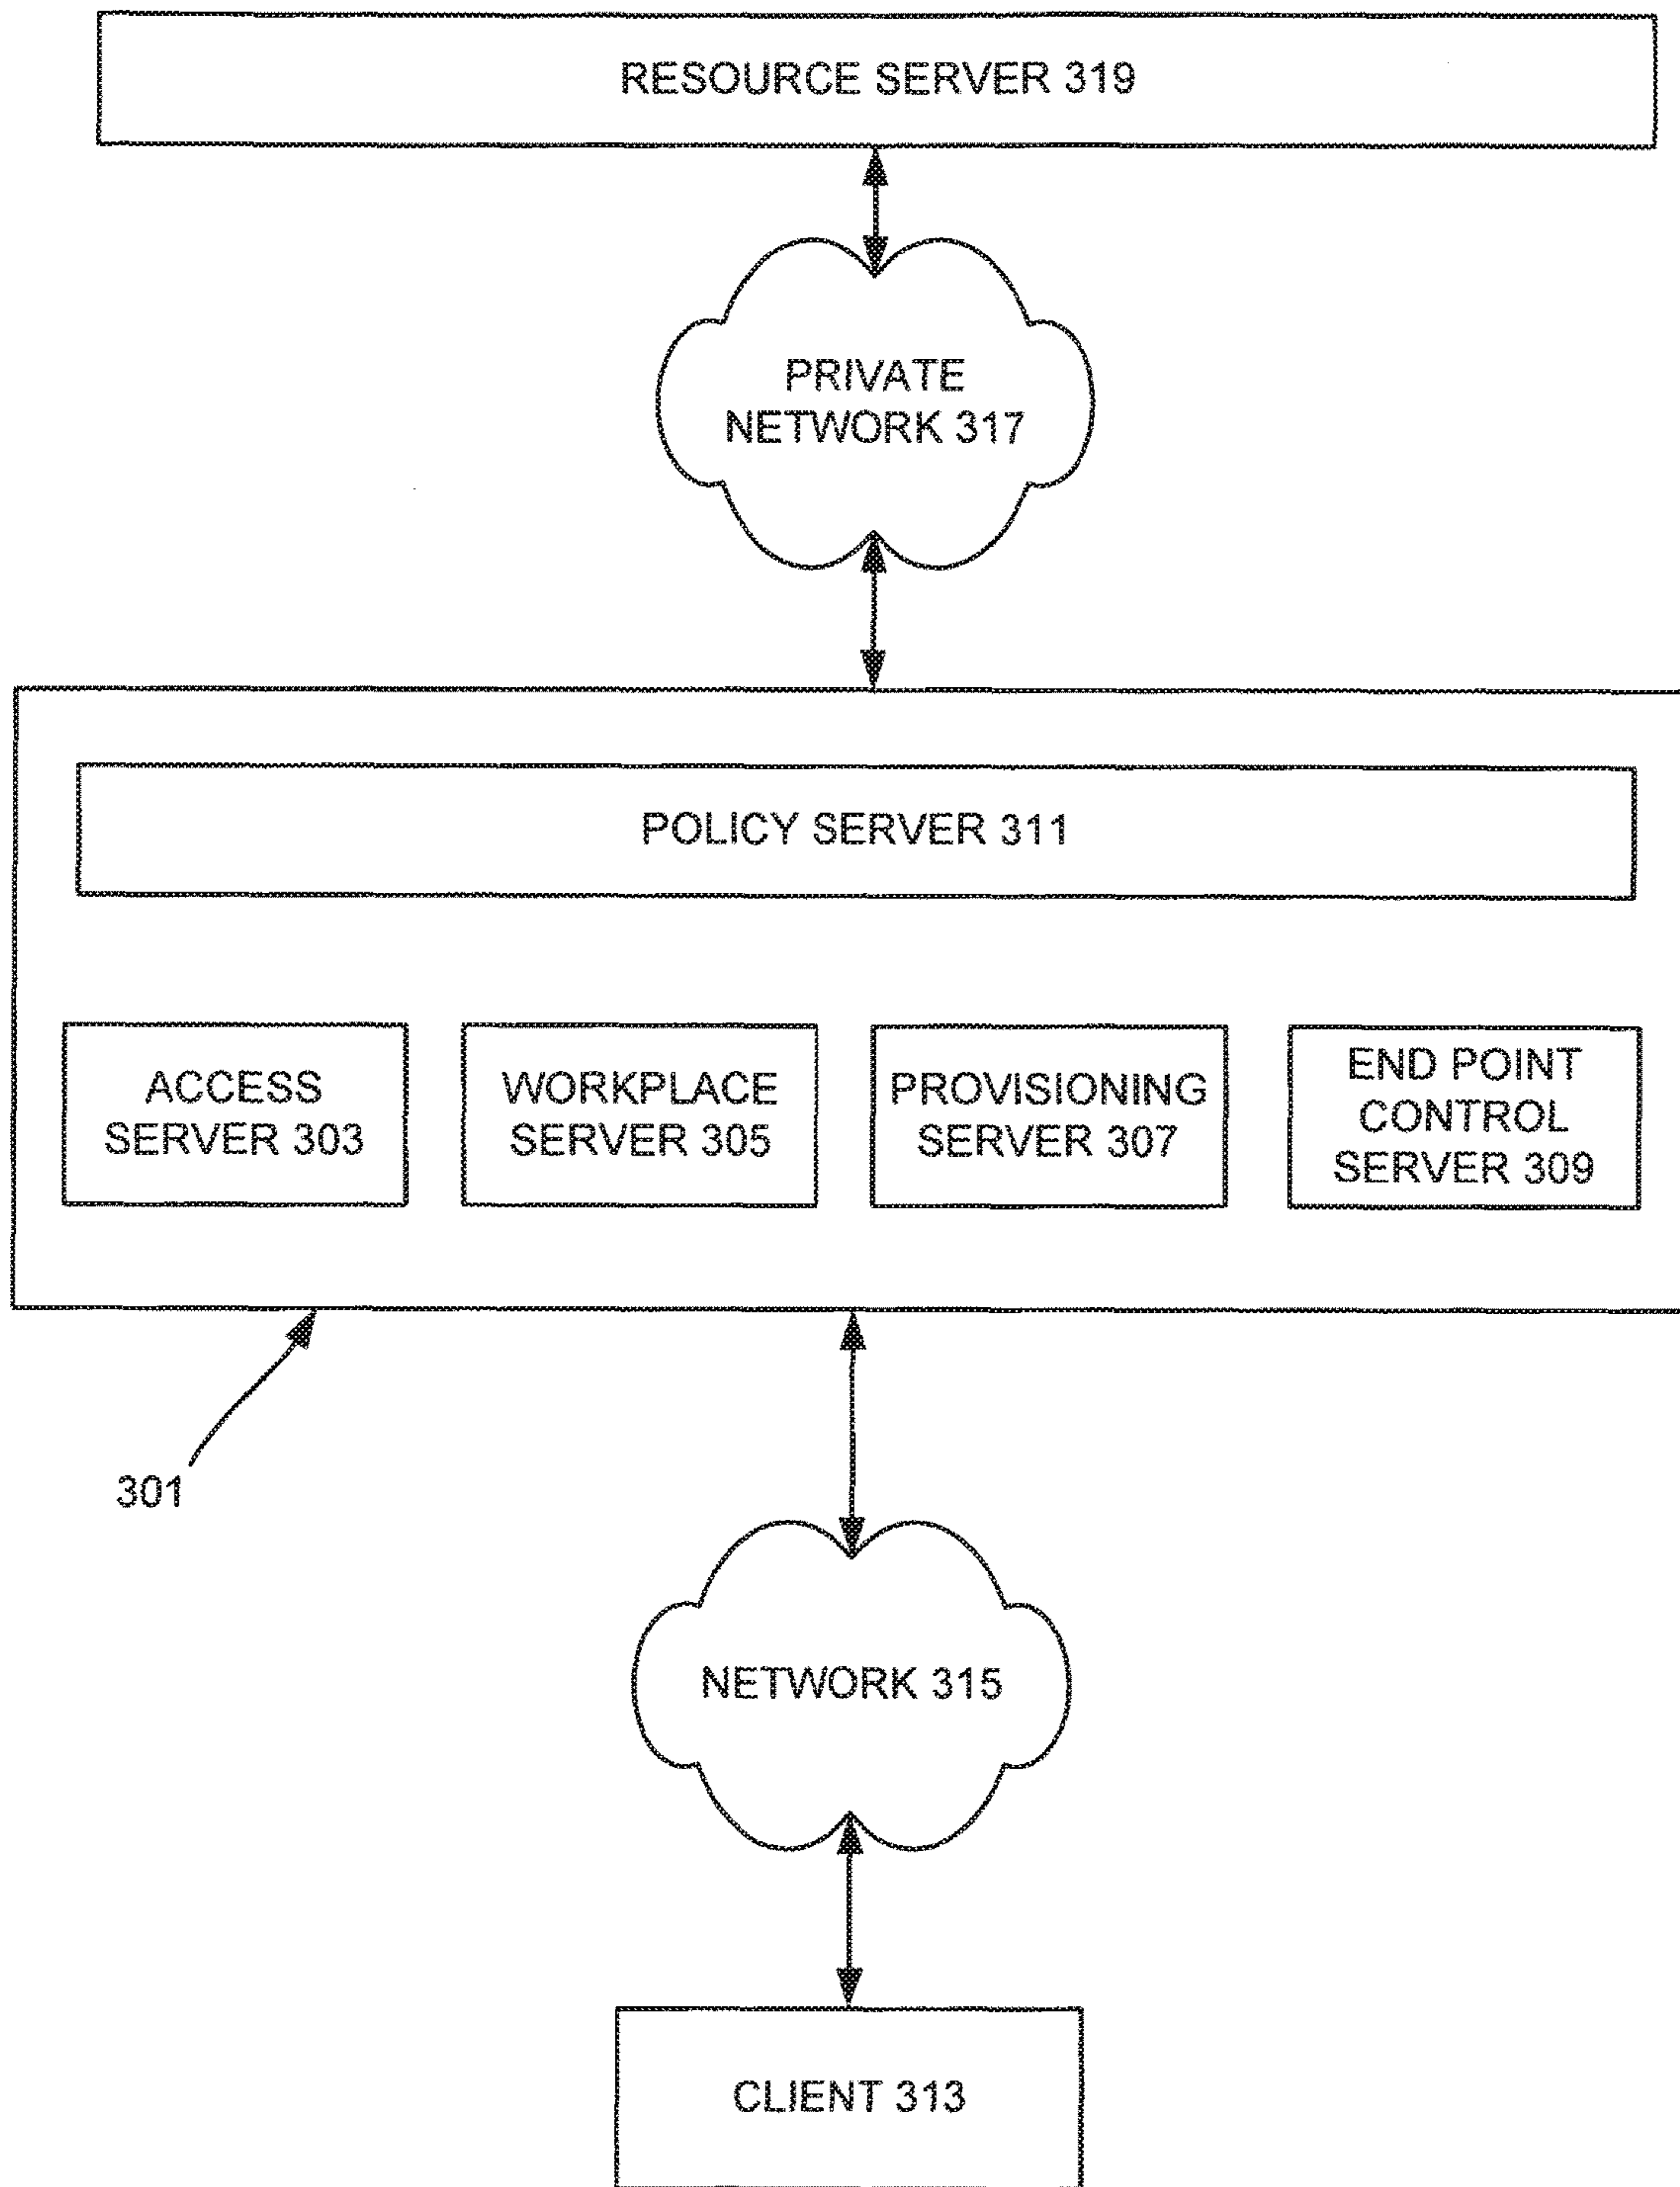 RESOURCE SERVER 319
PRIVATE
NETWORK 317
POLICY SERVER 311
ACCESS
SERVER 303
WORKPLACE
SERVER 305
PROVISIONING
SERVER 307
END POINT
CONTROL
SERVER 309
301
NETWORK 315
CLIENT 313